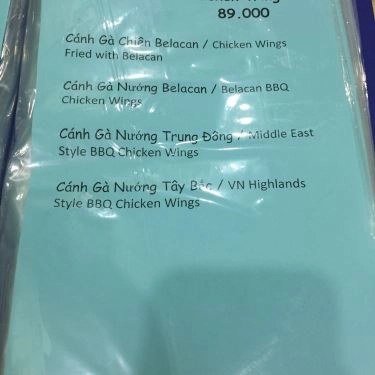 89.000
Cánh Gà Chiên Belacan / Chicken Wings
Fried with Belacan
Cánh Gà Nướng Belacan / Belacan BBQ
Chicken Wings
Cánh Gà Nướng Trung Đông / Middle East
Style BBQ Chicken Wings
Cánh Gà Nướng Tây Bắc / VN Highlands
Style BBQ Chicken Wings